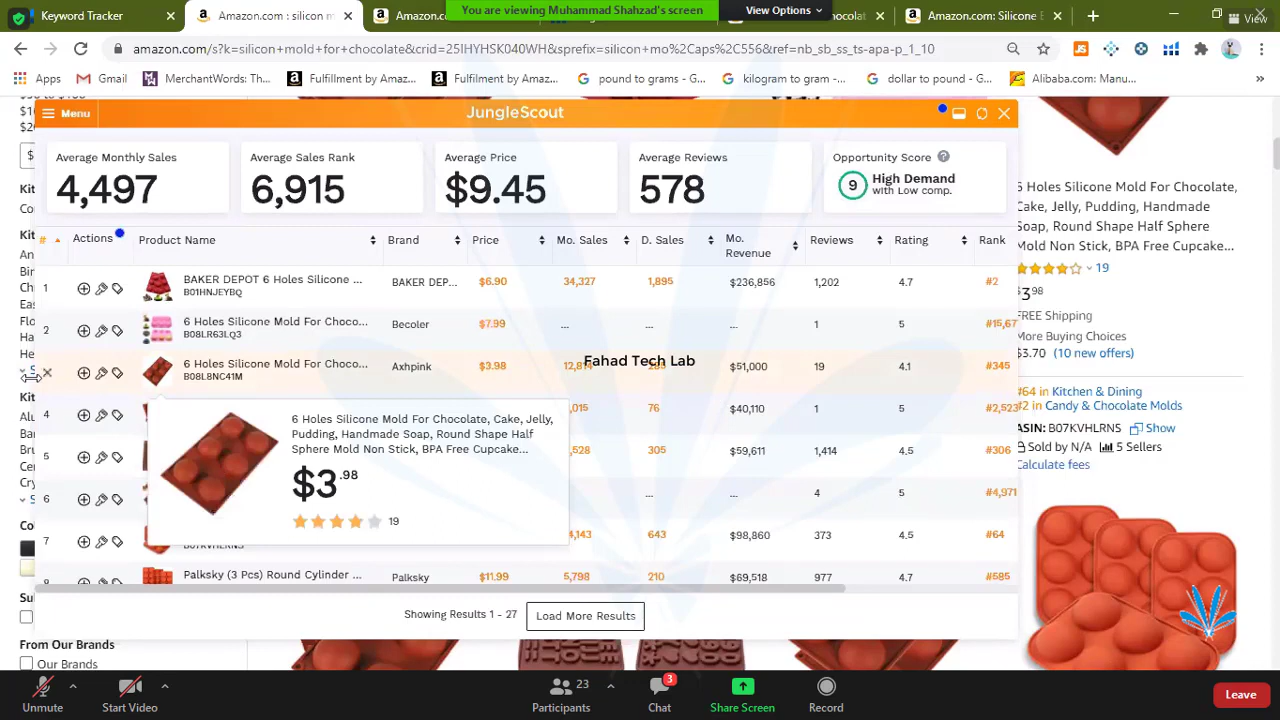 Keyword Tracker
Amazon.com : silicon m
Amazon.co
You are viewing Muhammad Shahzad's screen
View Options
chocolat
Amazon.com : Silicone E
View
amazon.com/s?k=silicon+mold+for+chocolate&crid=25IHYHSK040WH&sprefix=silicon+mo%2Caps%2C556&ref=nb_sb_ss_ts-apa-p_1_10
Apps
Gmail
MerchantWords: Th...
Fulfillment by Amaz...
Fulfilment by Amaz...
pound to grams - G...
kilogram to gram - ...
dollar to pound - G...
Alibaba.com: Manu...
Menu
JungleScout
Average Monthly Sales
4,497
Average Sales Rank
6,915
Average Price
$9.45
Average Reviews
578
Opportunity Score
9
High Demand
with Low comp.
# Actions Product Name Brand Price Mo. Sales D. Sales Mo. Revenue Reviews Rating Rank
1 BAKER DEPOT 6 Holes Silicone ... BAKER DEP... $6.90 34,327 1,895 $236,856 1,202 4.7 #2
B01HNJEYBQ
2 6 Holes Silicone Mold For Choco... Becoler $7.99 ... ... ... 1 5 #15,67
B08LR63LQ3
6 Holes Silicone Mold For Choco... Axhpink $3.98 $51,000 19 4.1 #345
B08L8NC41M
Fahad Tech Lab
4 76 $40,110 1 5 #2,523
5 305 $59,611 1,414 4.5 #306
6 ... ... 4 5 #4,971
7 643 $98,860 373 4.5 #64
B07KVHLRNS
8 Palksky (3 Pcs) Round Cylinder ... Palksky $11.99 5,798 210 $69,518 977 4.7 #585
6 Holes Silicone Mold For Chocolate, Cake, Jelly,
Pudding, Handmade Soap, Round Shape Half
Sphere Mold Non Stick, BPA Free Cupcake...
$3.98
19
Showing Results 1 - 27
Load More Results
6 Holes Silicone Mold For Chocolate,
Cake, Jelly, Pudding, Handmade
Soap, Round Shape Half Sphere
Mold Non Stick, BPA Free Cupcake...
19
$3.98
FREE Shipping
More Buying Choices
$3.70 (10 new offers)
#64 in Kitchen & Dining
#2 in Candy & Chocolate Molds
ASIN: B07KVHLRNS Show
Sold by N/A 5 Sellers
Calculate fees
From Our Brands
Our Brands
Unmute
Start Video
23
Participants
3
Chat
Share Screen
Record
Leave